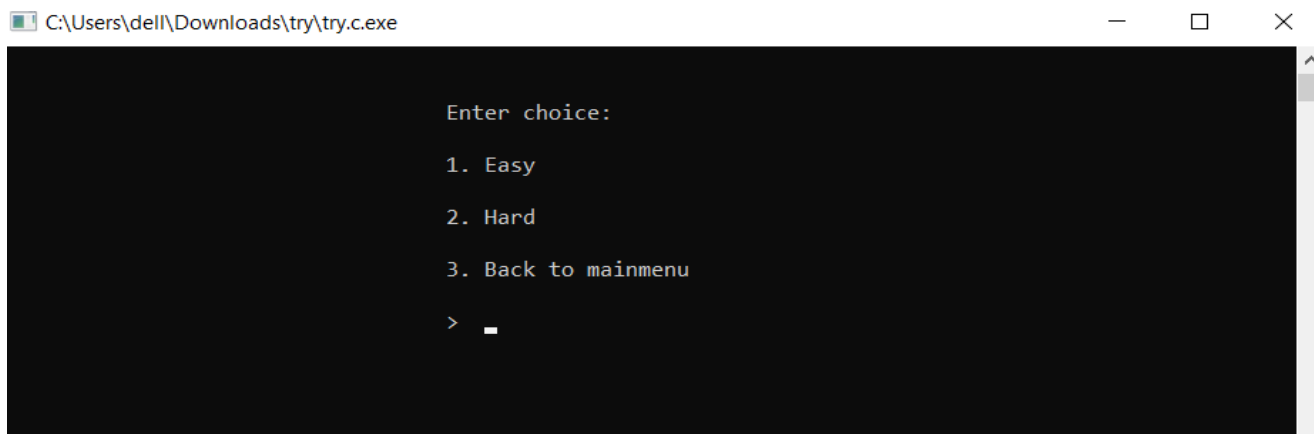 C:\Users\dell\Downloads\try\try.c.exe
Enter choice:
1. Easy
2. Hard
3. Back to mainmenu
>